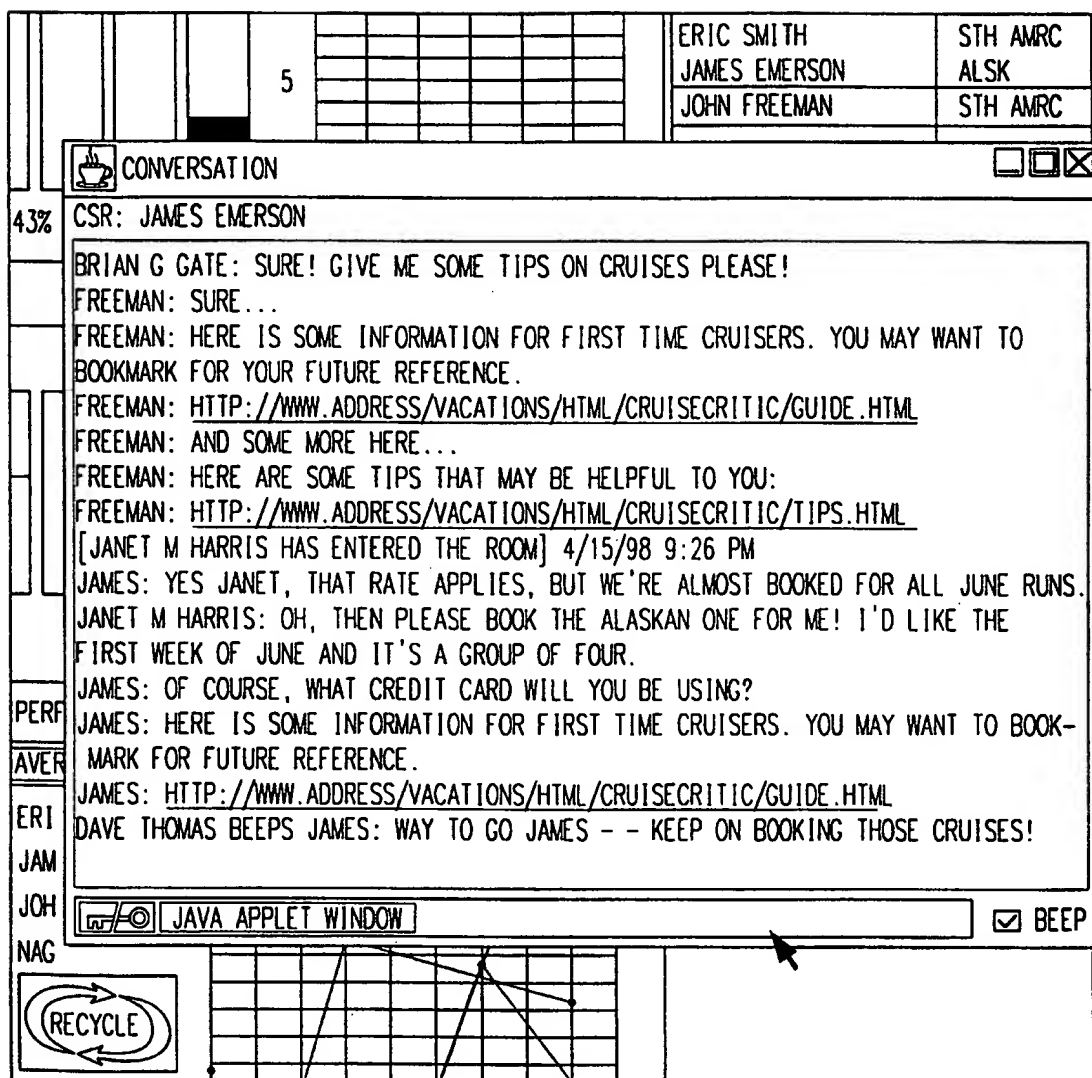 ERIC SMITH STH AMRC
5
JAMES EMERSON ALSK
JOHN FREEMAN STH AMRC
CONVERSATION
43%
CSR: JAMES EMERSON
BRIAN G GATE: SURE! GIVE ME SOME TIPS ON CRUISES PLEASE!
FREEMAN: SURE...
FREEMAN: HERE IS SOME INFORMATION FOR FIRST TIME CRUISERS. YOU MAY WANT TO
BOOKMARK FOR YOUR FUTURE REFERENCE.
FREEMAN: HTTP://WWW.ADDRESS/VACATIONS/HTML/CRUISECRITIC/GUIDE.HTML
FREEMAN: AND SOME MORE HERE...
FREEMAN: HERE ARE SOME TIPS THAT MAY BE HELPFUL TO YOU:
FREEMAN: HTTP://WWW.ADDRESS/VACATIONS/HTML/CRUISECRITIC/TIPS.HTML
[JANET M HARRIS HAS ENTERED THE ROOM] 4/15/98 9:26 PM
JAMES: YES JANET, THAT RATE APPLIES, BUT WE'RE ALMOST BOOKED FOR ALL JUNE RUNS.
JANET M HARRIS: OH, THEN PLEASE BOOK THE ALASKAN ONE FOR ME! I'D LIKE THE
FIRST WEEK OF JUNE AND IT'S A GROUP OF FOUR.
JAMES: OF COURSE, WHAT CREDIT CARD WILL YOU BE USING?
JAMES: HERE IS SOME INFORMATION FOR FIRST TIME CRUISERS. YOU MAY WANT TO BOOK-
MARK FOR FUTURE REFERENCE.
JAMES: HTTP://WWW.ADDRESS/VACATIONS/HTML/CRUISECRITIC/GUIDE.HTML
DAVE THOMAS BEEPS JAMES: WAY TO GO JAMES - - KEEP ON BOOKING THOSE CRUISES!
PERF
AVER
ERI
JAM
JOH
NAG
JAVA APPLET WINDOW
BEEP
RECYCLE